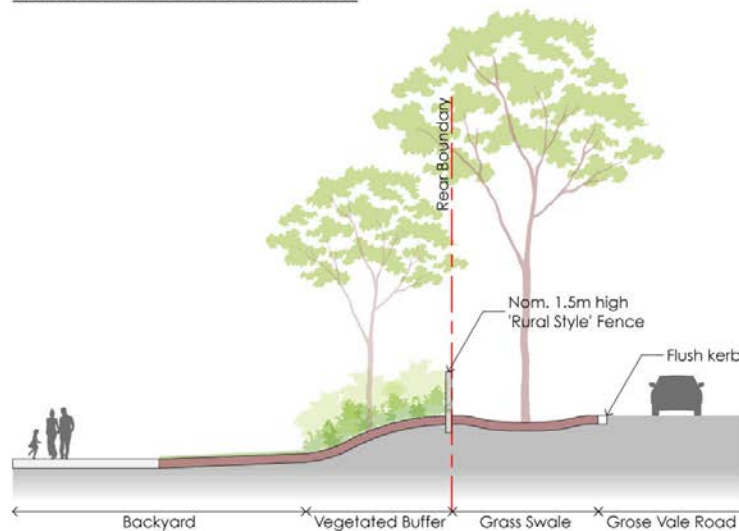 Rear Boundary
Nom. 1.5m high
'Rural Style' Fence
Flush kerb
Backyard
Vegetated Buffer
Grass Swale
Grose Vale Road